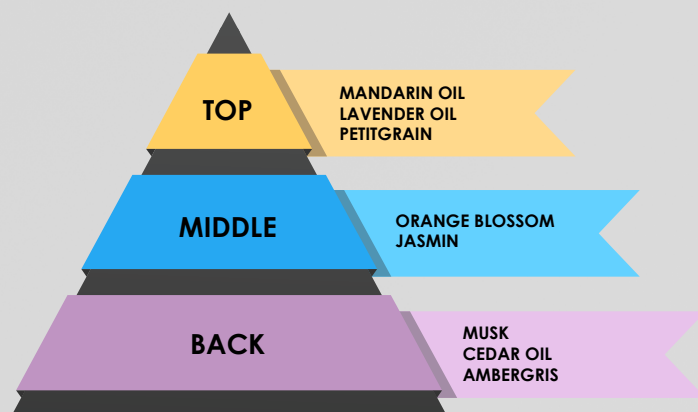 TOP
MANDARIN OIL
LAVENDER OIL
PETITGRAIN
MIDDLE
ORANGE BLOSSOM
JASMIN
BACK
MUSK
CEDAR OIL
AMBERGRIS